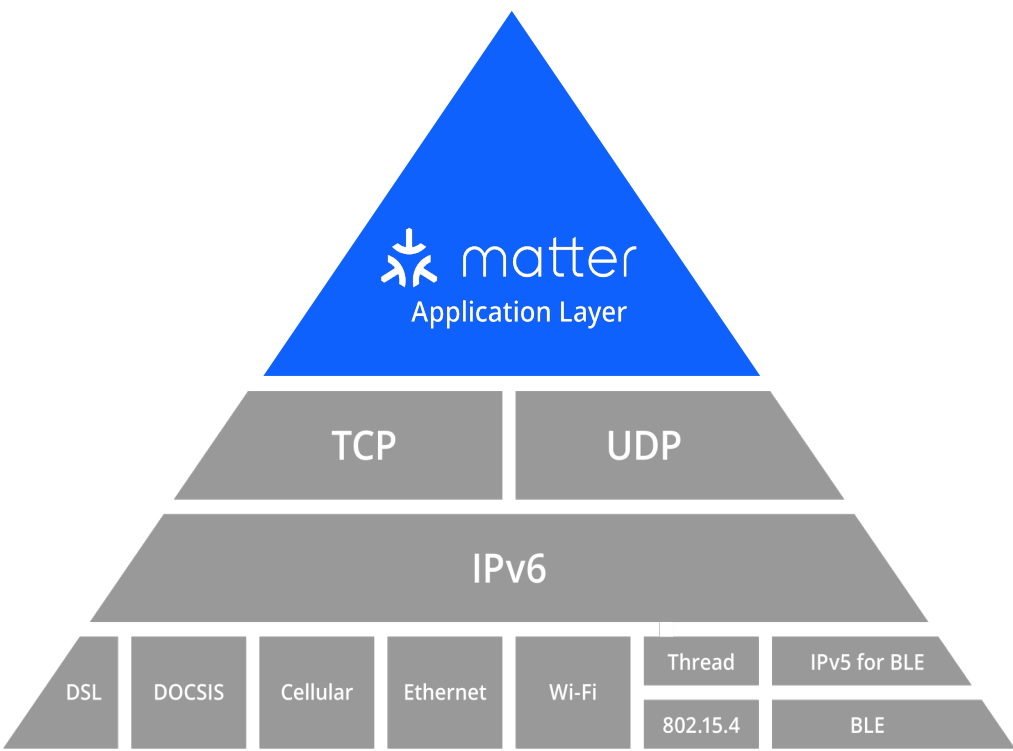 matter
Application Layer
TCP
UDP
IPv6
DSL
DOCSIS
Cellular
Ethernet
Wi-Fi
Thread
802.15.4
IPv5 for BLE
BLE